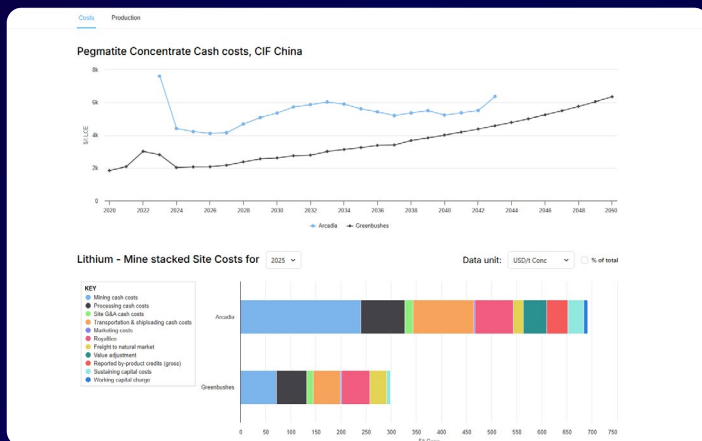 Costs Production
Pegmatite Concentrate Cash costs, CIF China
8k
6k
4k
2k
0
$/t LCE
2020 2022 2024 2026 2028 2030 2032 2034 2036 2038 2040 2042 2044 2046 2048 2050
Arcadia Greenbushes
Lithium - Mine stacked Site Costs for 2025
Data unit: USD/t Conc % of total
KEY
Mining cash costs
Processing cash costs
Site G&A cash costs
Transportation & shiploading cash costs
Marketing costs
Royalties
Freight to natural market
Value adjustment
Reported by-product credits (gross)
Sustaining capital costs
Working capital charge
Arcadia
Greenbushes
0 50 100 150 200 250 300 350 400 450 500 550 600 650 700 750